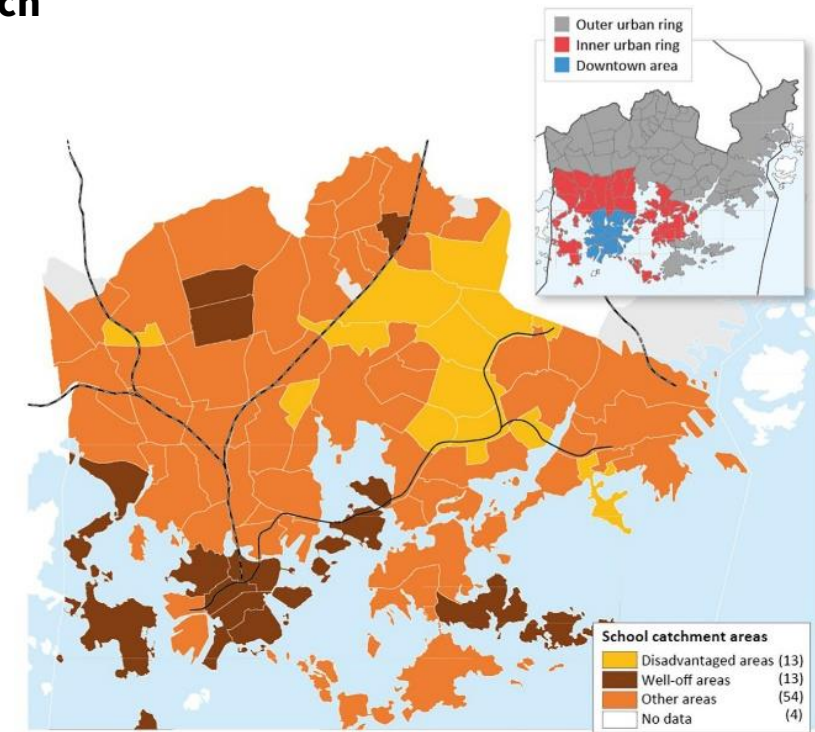 ch
Outer urban ring
Inner urban ring
Downtown area
School catchment areas
Disadvantaged areas (13)
Well-off areas (13)
Other areas (54)
No data (4)